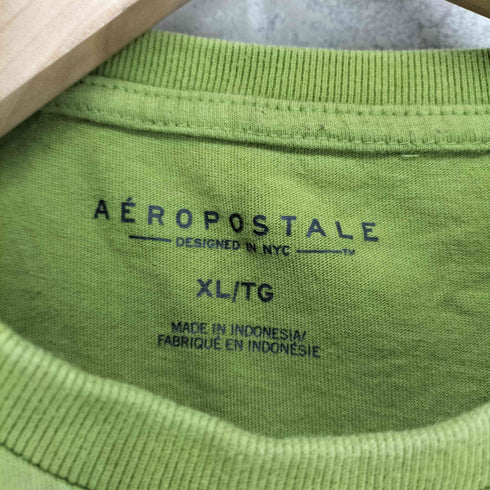 AÉROPOSTALE
DESIGNED IN NYC ™
XL/TG
MADE IN INDONESIA/
FABRIQUÉ EN INDONÉSIE